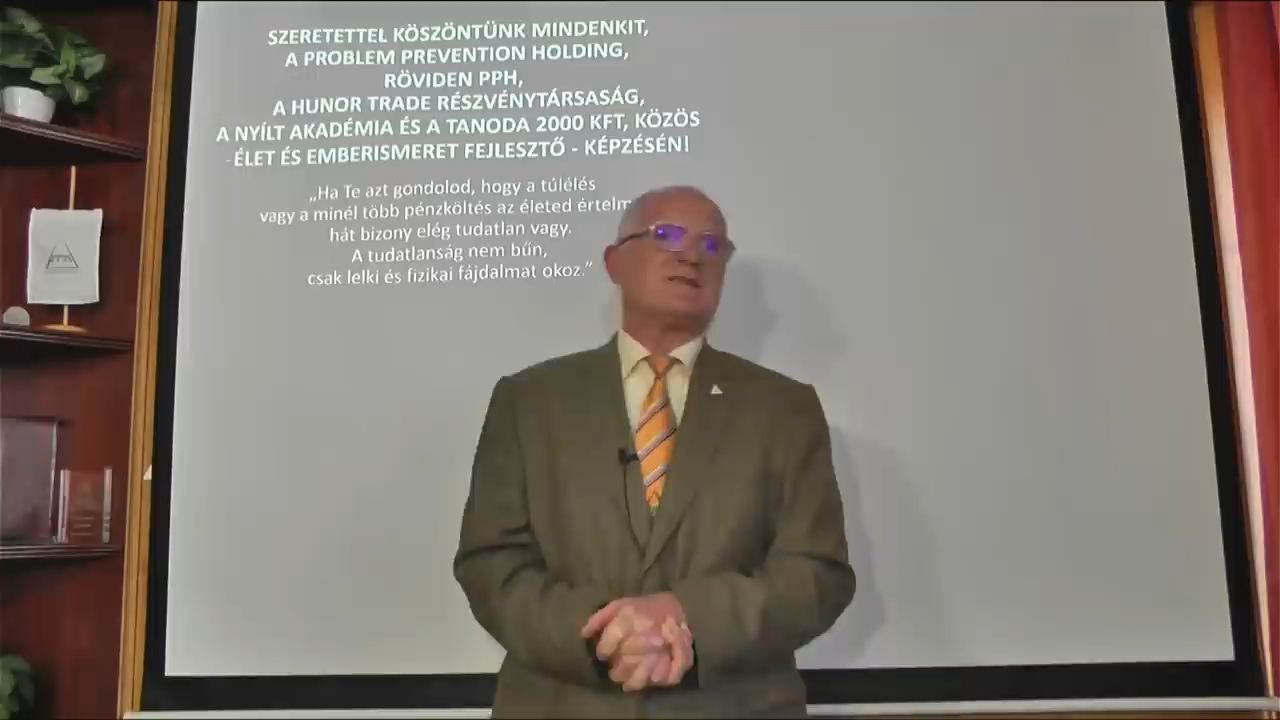 SZERETETTEL KÖSZÖNTÜNK MINDENKIT,
A PROBLEM PREVENTION HOLDING,
RÖVIDEN PPH,
A HUNOR TRADE RÉSZVÉNYTÁRSASÁG,
A NYÍLT AKADÉMIA ÉS A TANODA 2000 KFT, KÖZÖS
-ÉLET ÉS EMBERISMERET FEJLESZTŐ - KÉPZÉSÉN!
„Ha Te azt gondolod, hogy a túlélés
vagy a minél több pénzköltés az életed
hát bizony elég tudatlan vagy.
A tudatlanság nem bűn,
csak lelki és fizikai fájdalmat okoz.”